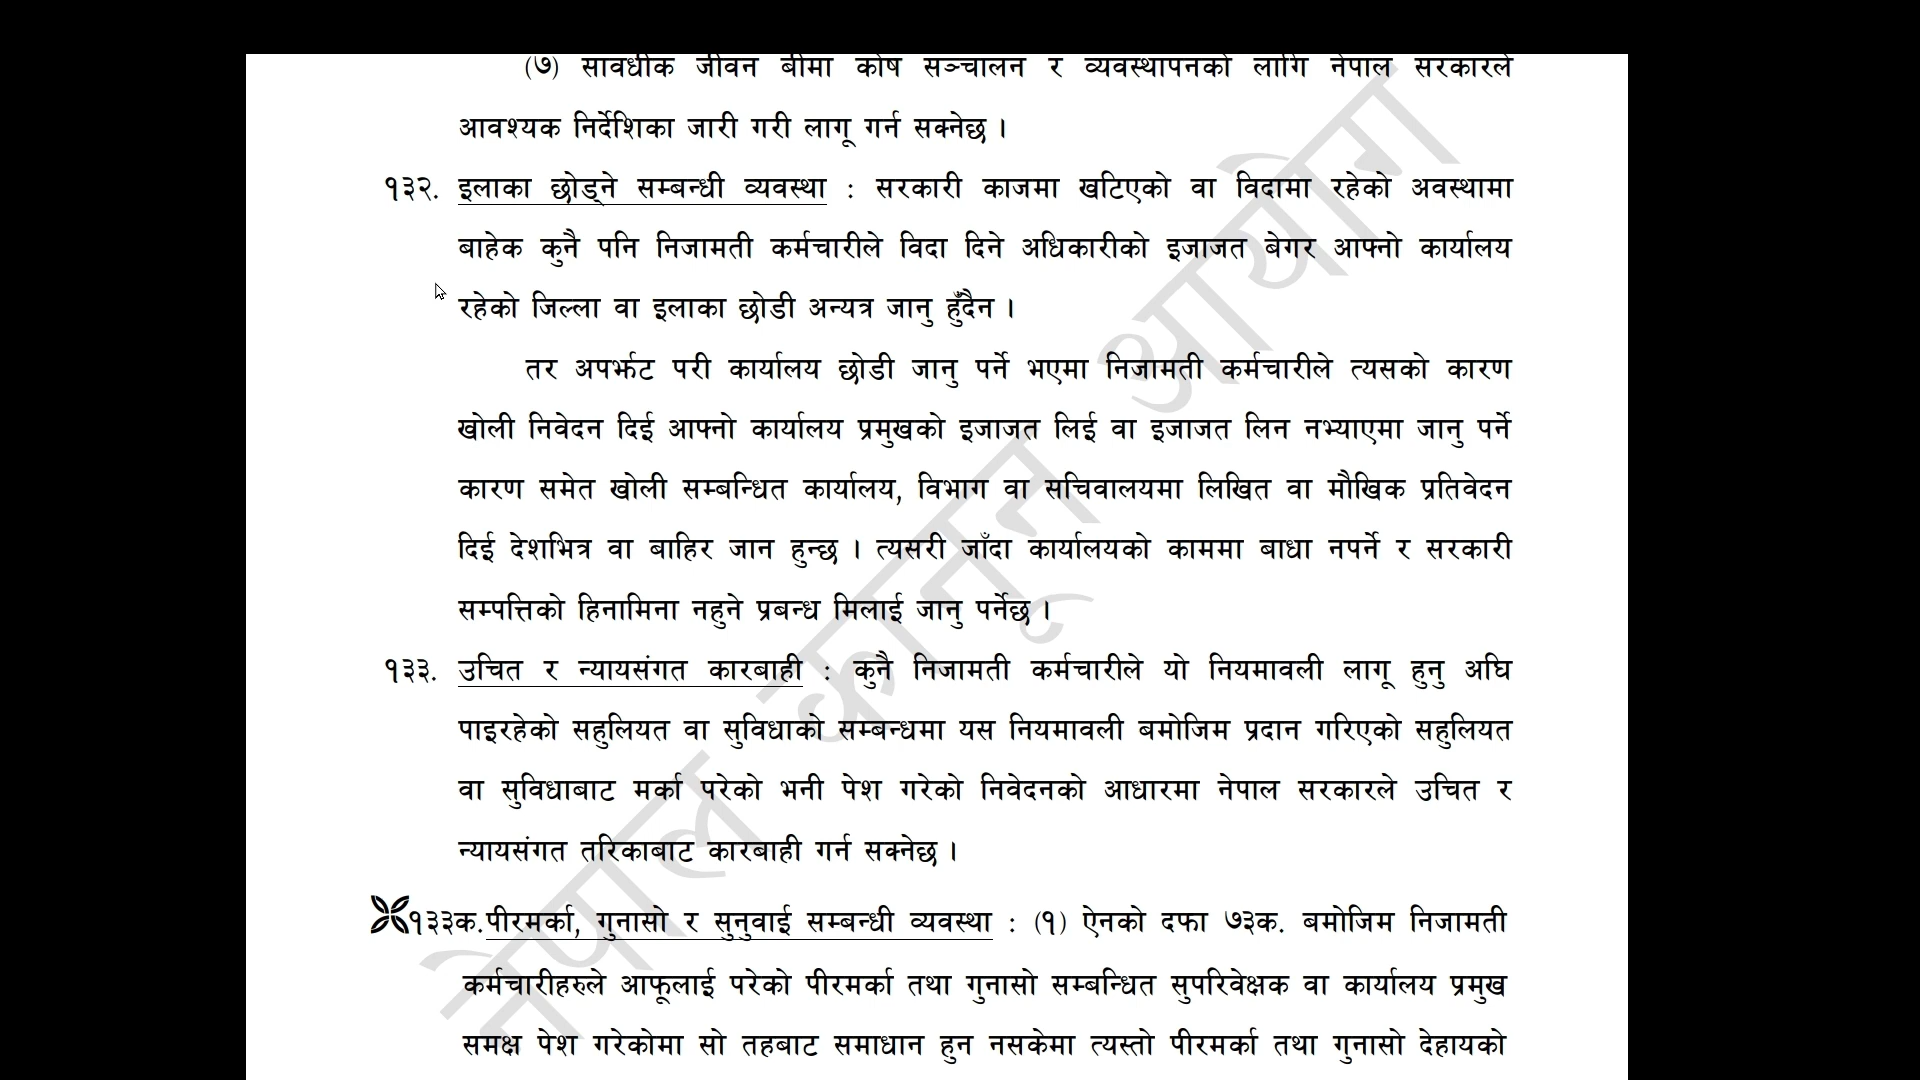 (७) सावधीक जीवन बीमा कोष सञ्चालन र व्यवस्थापनको लागि नेपाल सरकारले
आवश्यक निर्देशिका जारी गरी लागू गर्न सक्नेछ ।
१३२. इलाका छोड्ने सम्बन्धी व्यवस्था : सरकारी काजमा खटिएको वा विदामा रहेको अवस्थामा
बाहेक कुनै पनि निजामती कर्मचारीले विदा दिने अधिकारीको इजाजत बेगर आफ्नो कार्यालय
रहेको जिल्ला वा इलाका छोडी अन्यत्र जानु हुँदैन ।
तर अपर्झट परी कार्यालय छोडी जानु पर्ने भएमा निजामती कर्मचारीले त्यसको कारण
खोली निवेदन दिई आफ्नो कार्यालय प्रमुखको इजाजत लिई वा इजाजत लिन नभ्याएमा जानु पर्ने
कारण समेत खोली सम्बन्धित कार्यालय, विभाग वा सचिवालयमा लिखित वा मौखिक प्रतिवेदन
दिई देशभित्र वा बाहिर जान हुन्छ । त्यसरी जाँदा कार्यालयको काममा बाधा नपर्ने र सरकारी
सम्पत्तिको हिनामिना नहुने प्रबन्ध मिलाई जानु पर्नेछ ।
१३३. उचित र न्यायसंगत कारबाही : कुनै निजामती कर्मचारीले यो नियमावली लागू हुनु अघि
पाइरहेको सहुलियत वा सुविधाको सम्बन्धमा यस नियमावली बमोजिम प्रदान गरिएको सहुलियत
वा सुविधाबाट मर्का परेको भनी पेश गरेको निवेदनको आधारमा नेपाल सरकारले उचित र
न्यायसंगत तरिकाबाट कारबाही गर्न सक्नेछ ।
१३३क. पीरमर्का, गुनासो र सुनुवाई सम्बन्धी व्यवस्था : (१) ऐनको दफा ७३क. बमोजिम निजामती
कर्मचारीहरुले आफूलाई परेको पीरमर्का तथा गुनासो सम्बन्धित सुपरिवेक्षक वा कार्यालय प्रमुख
समक्ष पेश गरेकोमा सो तहबाट समाधान हुन नसकेमा त्यस्तो पीरमर्का तथा गुनासो देहायको
नेपाल कानून आयोग